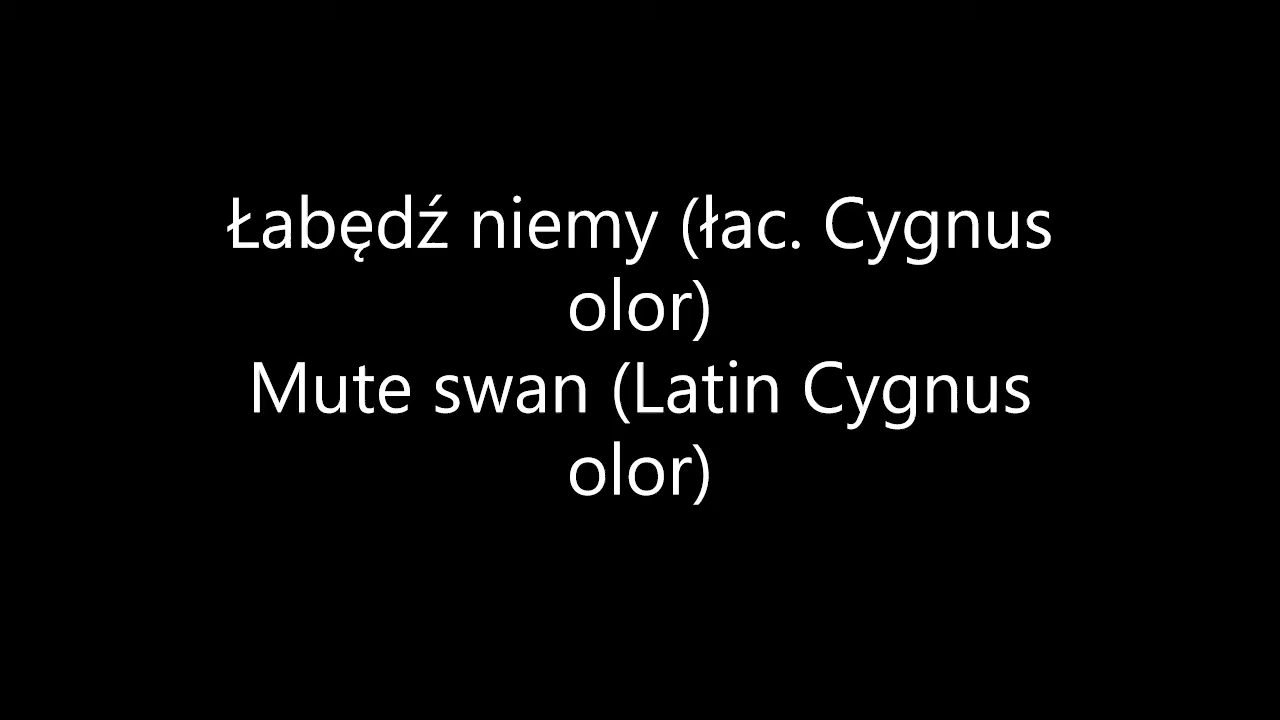 Łabędź niemy (łac. Cygnus
olor)
Mute swan (Latin Cygnus
olor)